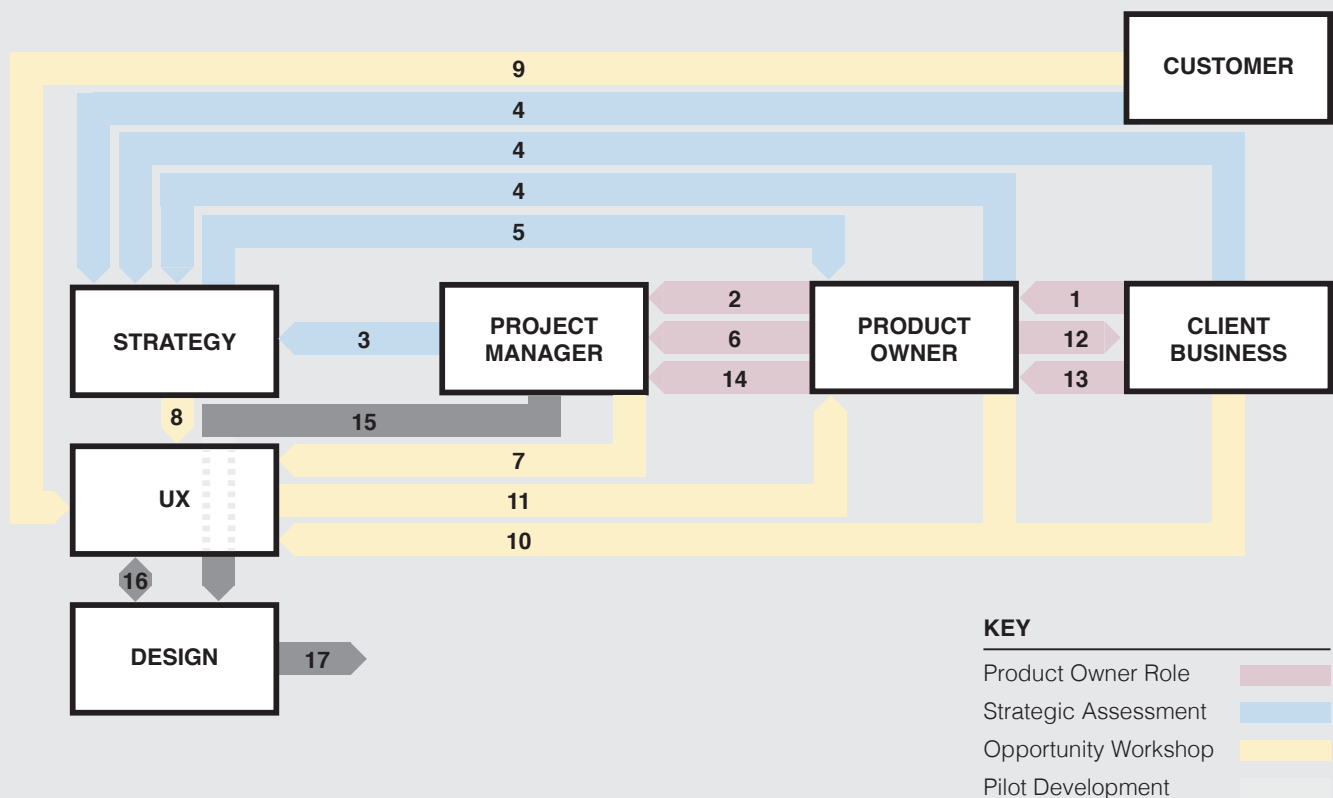 CUSTOMER
9
4
4
4
5
STRATEGY
3
PROJECT
MANAGER
2
6
14
PRODUCT
OWNER
1
12
13
CLIENT
BUSINESS
8
15
7
UX
11
10
16
DESIGN
17
KEY
Product Owner Role
Strategic Assessment
Opportunity Workshop
Pilot Development